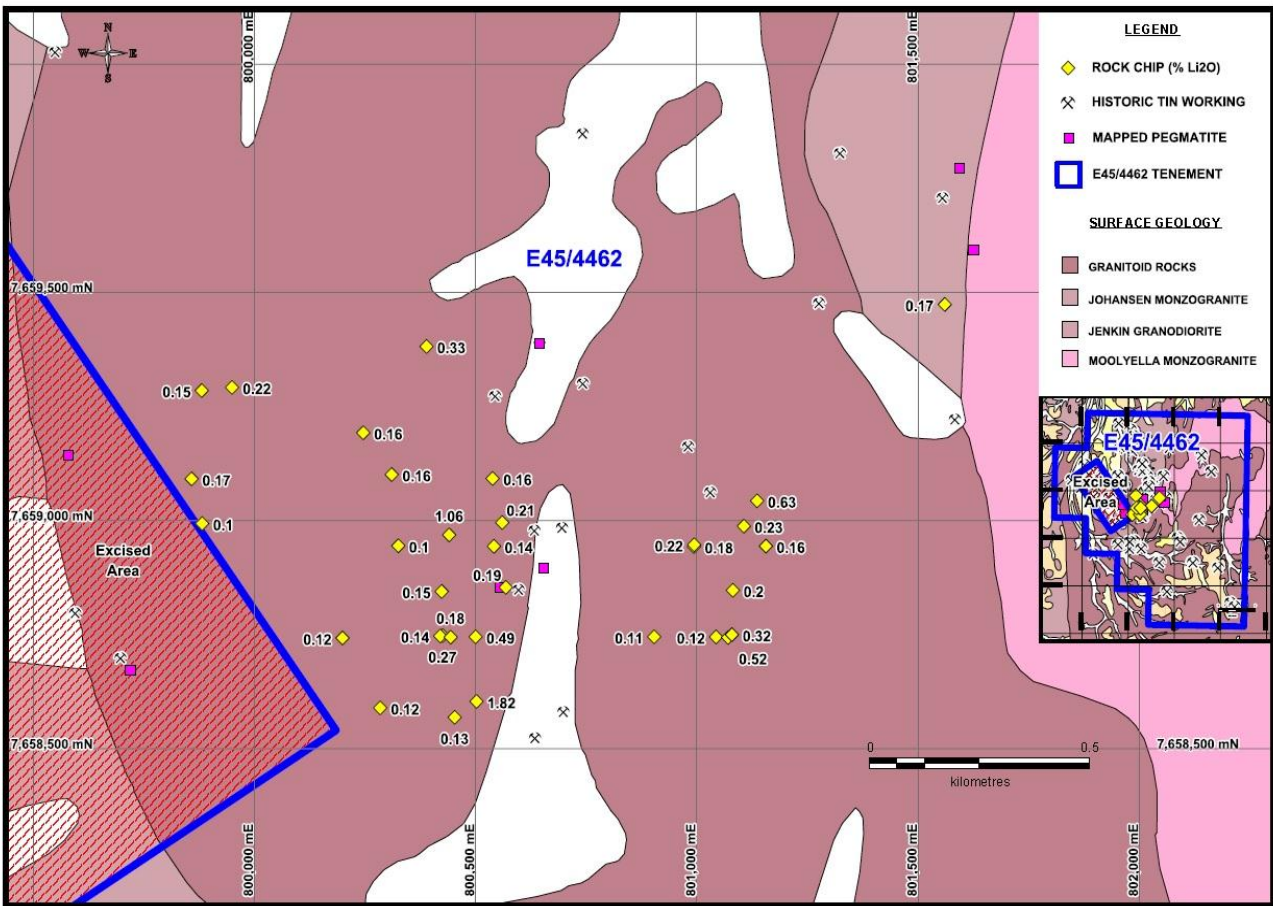 N
W E
S
800,000 mE
801,500 mE
LEGEND
ROCK CHIP (% Li2O)
HISTORIC TIN WORKING
MAPPED PEGMATITE
E45/4462 TENEMENT
SURFACE GEOLOGY
GRANITOID ROCKS
JOHANSEN MONZOGRANITE
JENKIN GRANODIORITE
MOOLYELLA MONZOGRANITE
E45/4462
Excised
Area
E45/4462
7,659,500 mN
0.17
0.33
0.15
0.22
0.16
0.16
0.17
0.16
0.63
7,659,000 mN
0.1
0.21
0.23
1.06
0.1
0.14
0.22
0.18
0.16
Excised
Area
0.19
0.15
0.2
0.18
0.12
0.14
0.49
0.11
0.12
0.32
0.27
0.52
0.12
1.82
0.13
7,658,500 mN
7,658,500 mN
0
0.5
kilometres
800,000 mE
800,500 mE
801,000 mE
801,500 mE
802,000 mE